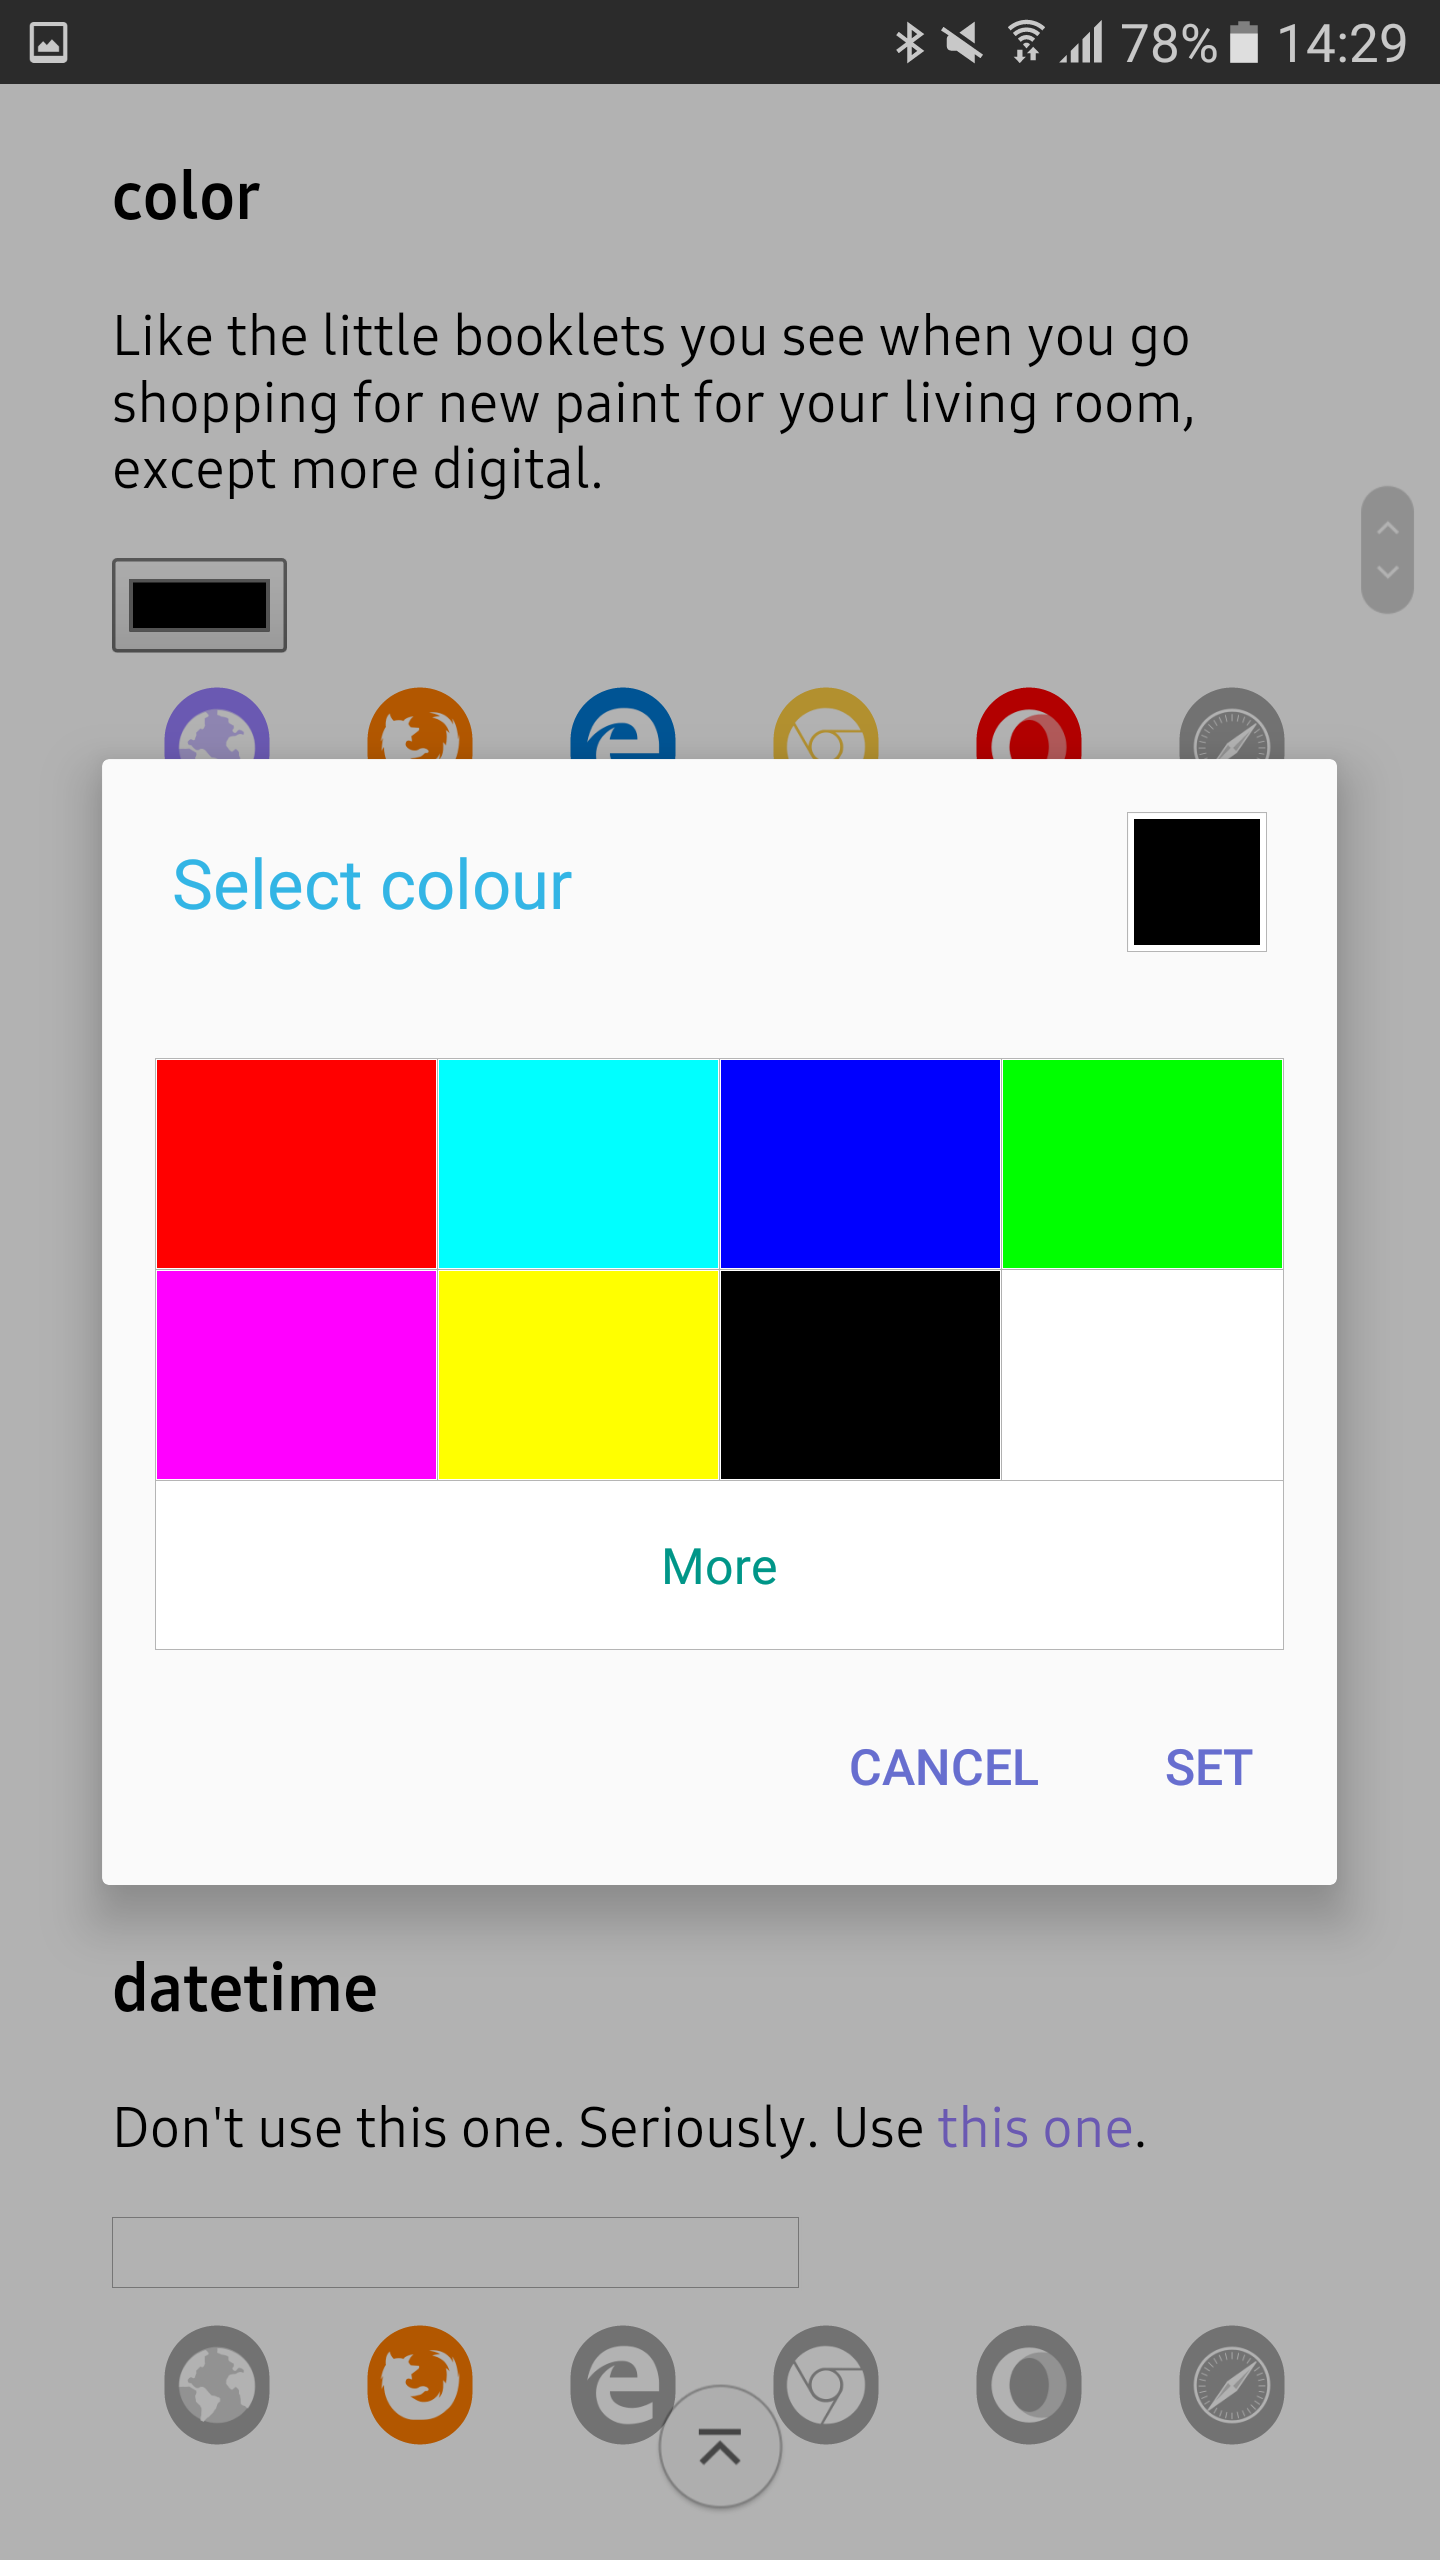 78% 14:29
color
Like the little booklets you see when you go
shopping for new paint for your living room,
except more digital.
Select colour
More
CANCEL SET
datetime
Don't use this one. Seriously. Use this one.